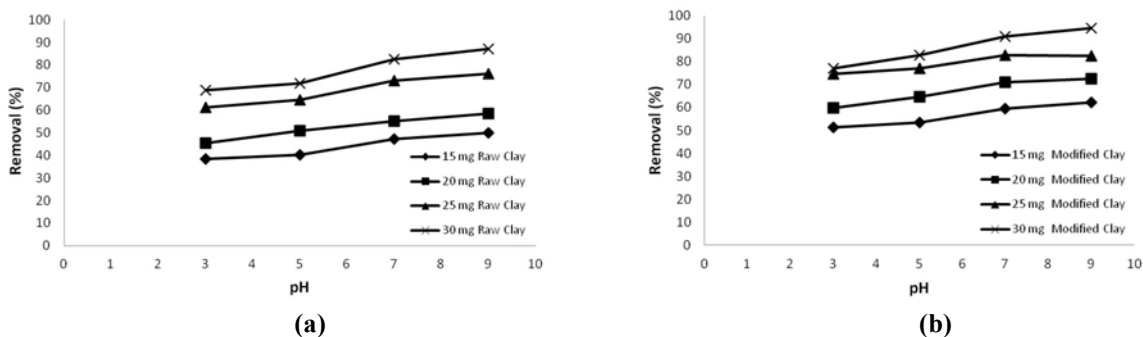 100
90
80
70
60
50
40
30
20
10
0
Removal (%)
15 mg Raw Clay
20 mg Raw Clay
25 mg Raw Clay
30 mg Raw Clay
0 1 2 3 4 5 6 7 8 9 10
pH
(a)
100
90
80
70
60
50
40
30
20
10
0
Removal (%)
15 mg Modified Clay
20 mg Modified Clay
25 mg Modified Clay
30 mg Modified Clay
0 1 2 3 4 5 6 7 8 9 10
pH
(b)